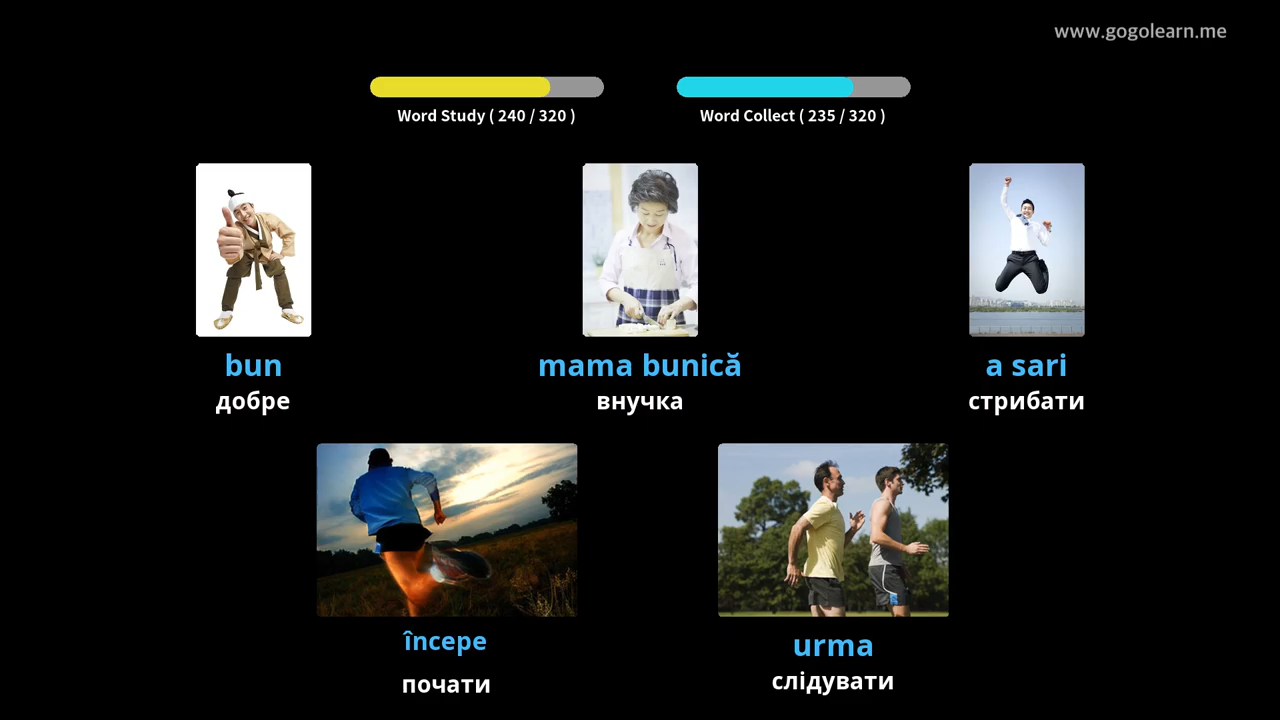 www.gogolearn.me
Word Study ( 240 / 320 )
Word Collect ( 235 / 320 )
bun
добре
mama bunică
внучка
a sari
стрибати
începe
почати
urma
слідувати